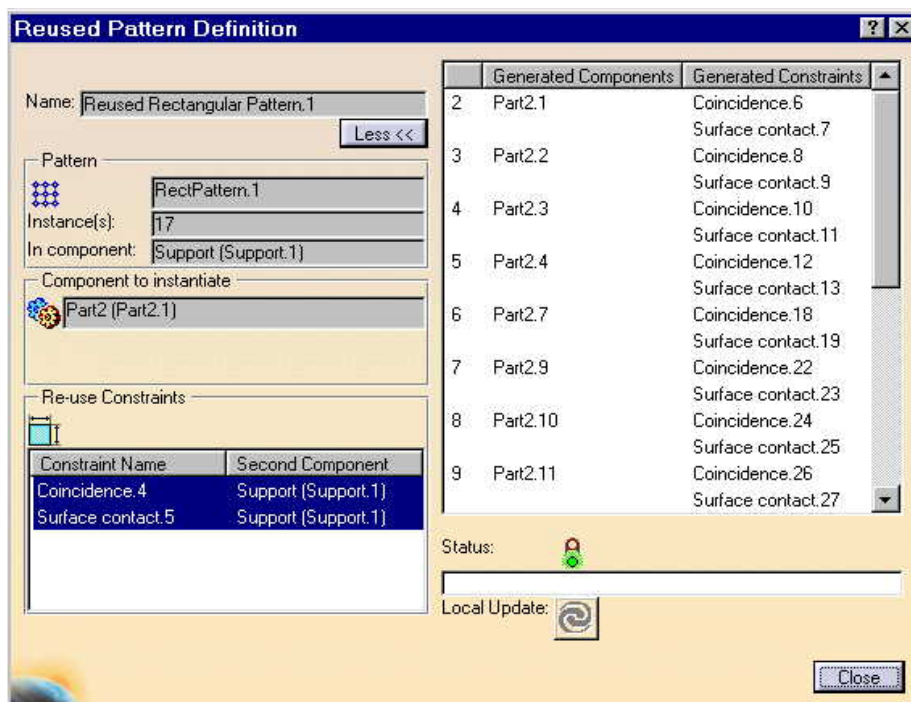 Reused Pattern Definition
Name: Reused Rectangular Pattern.1
Less <<
Pattern
RectPattern.1
Instance(s): 17
In component: Support (Support.1)
Component to instantiate
Part2 (Part2.1)
Re-use Constraints
Constraint Name Second Component
Coincidence.4 Support (Support.1)
Surface contact.5 Support (Support.1)
Generated Components Generated Constraints
2 Part2.1 Coincidence.6
Surface contact.7
3 Part2.2 Coincidence.8
Surface contact.9
4 Part2.3 Coincidence.10
Surface contact.11
5 Part2.4 Coincidence.12
Surface contact.13
6 Part2.7 Coincidence.18
Surface contact.19
7 Part2.9 Coincidence.22
Surface contact.23
8 Part2.10 Coincidence.24
Surface contact.25
9 Part2.11 Coincidence.26
Surface contact.27
Status:
Local Update:
Close